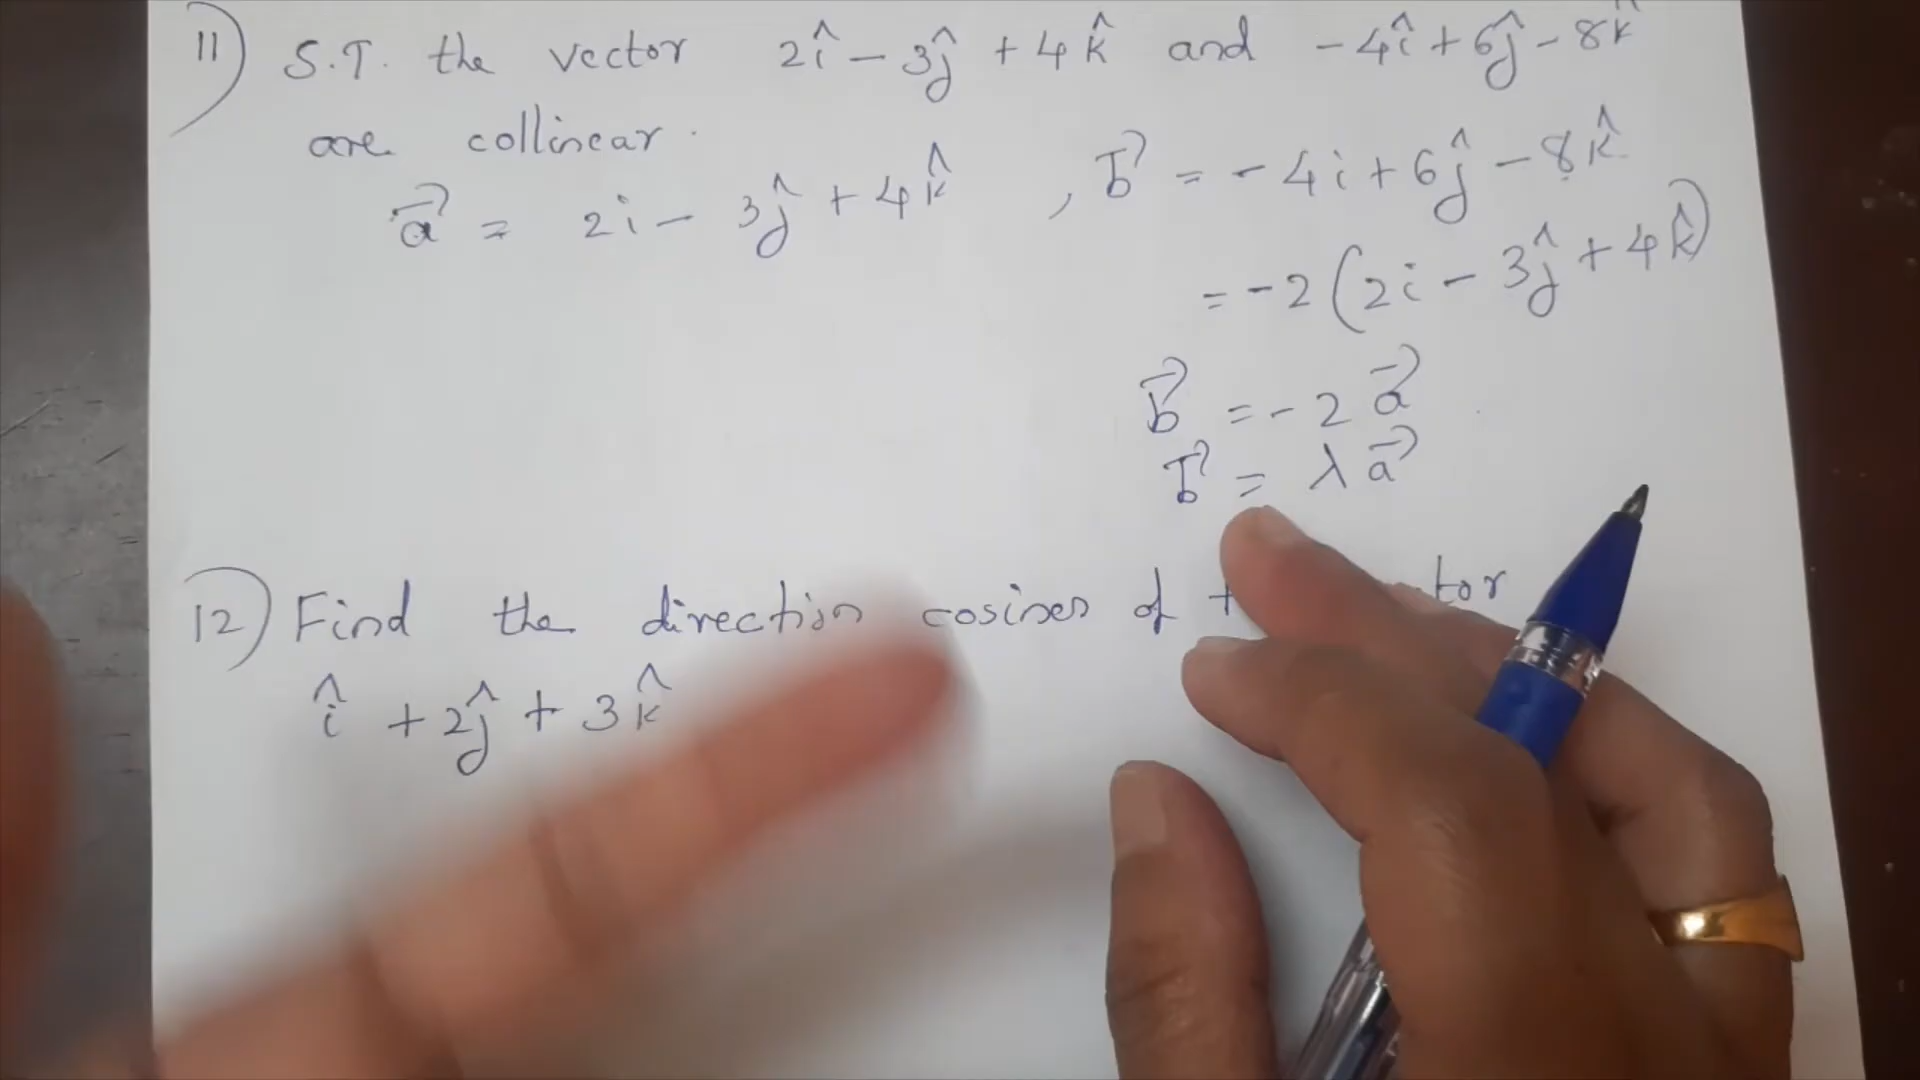 11) S.T. the vector 2î - 3ĵ + 4k̂ and -4î + 6ĵ - 8k̂
are collinear.
a⃗ = 2i - 3ĵ + 4k̂ , b⃗ = -4i + 6ĵ - 8k̂
= -2(2i - 3ĵ + 4k̂)
b⃗ = -2 a⃗
b⃗ = λ a⃗
12) Find the direction cosines of
î + 2ĵ + 3k̂